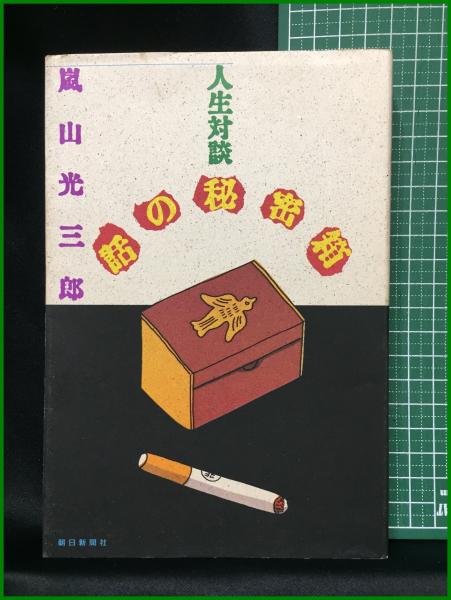 人生対談
話の秘密箱
嵐山光三郎
朝日新聞社